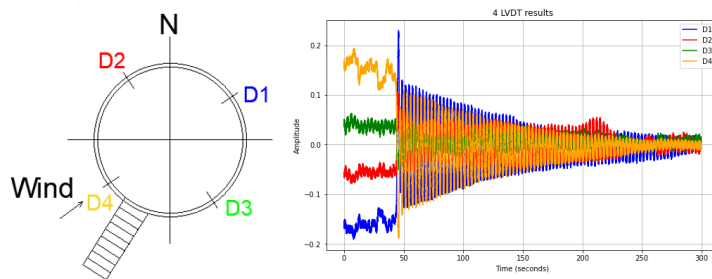 N
D2
D1
Wind
D4
D3
4 LVDT results
D1
D2
D3
D4
Amplitude
0.2
0.1
0.0
−0.1
−0.2
0 50 100 150 200 250 300
Time (seconds)